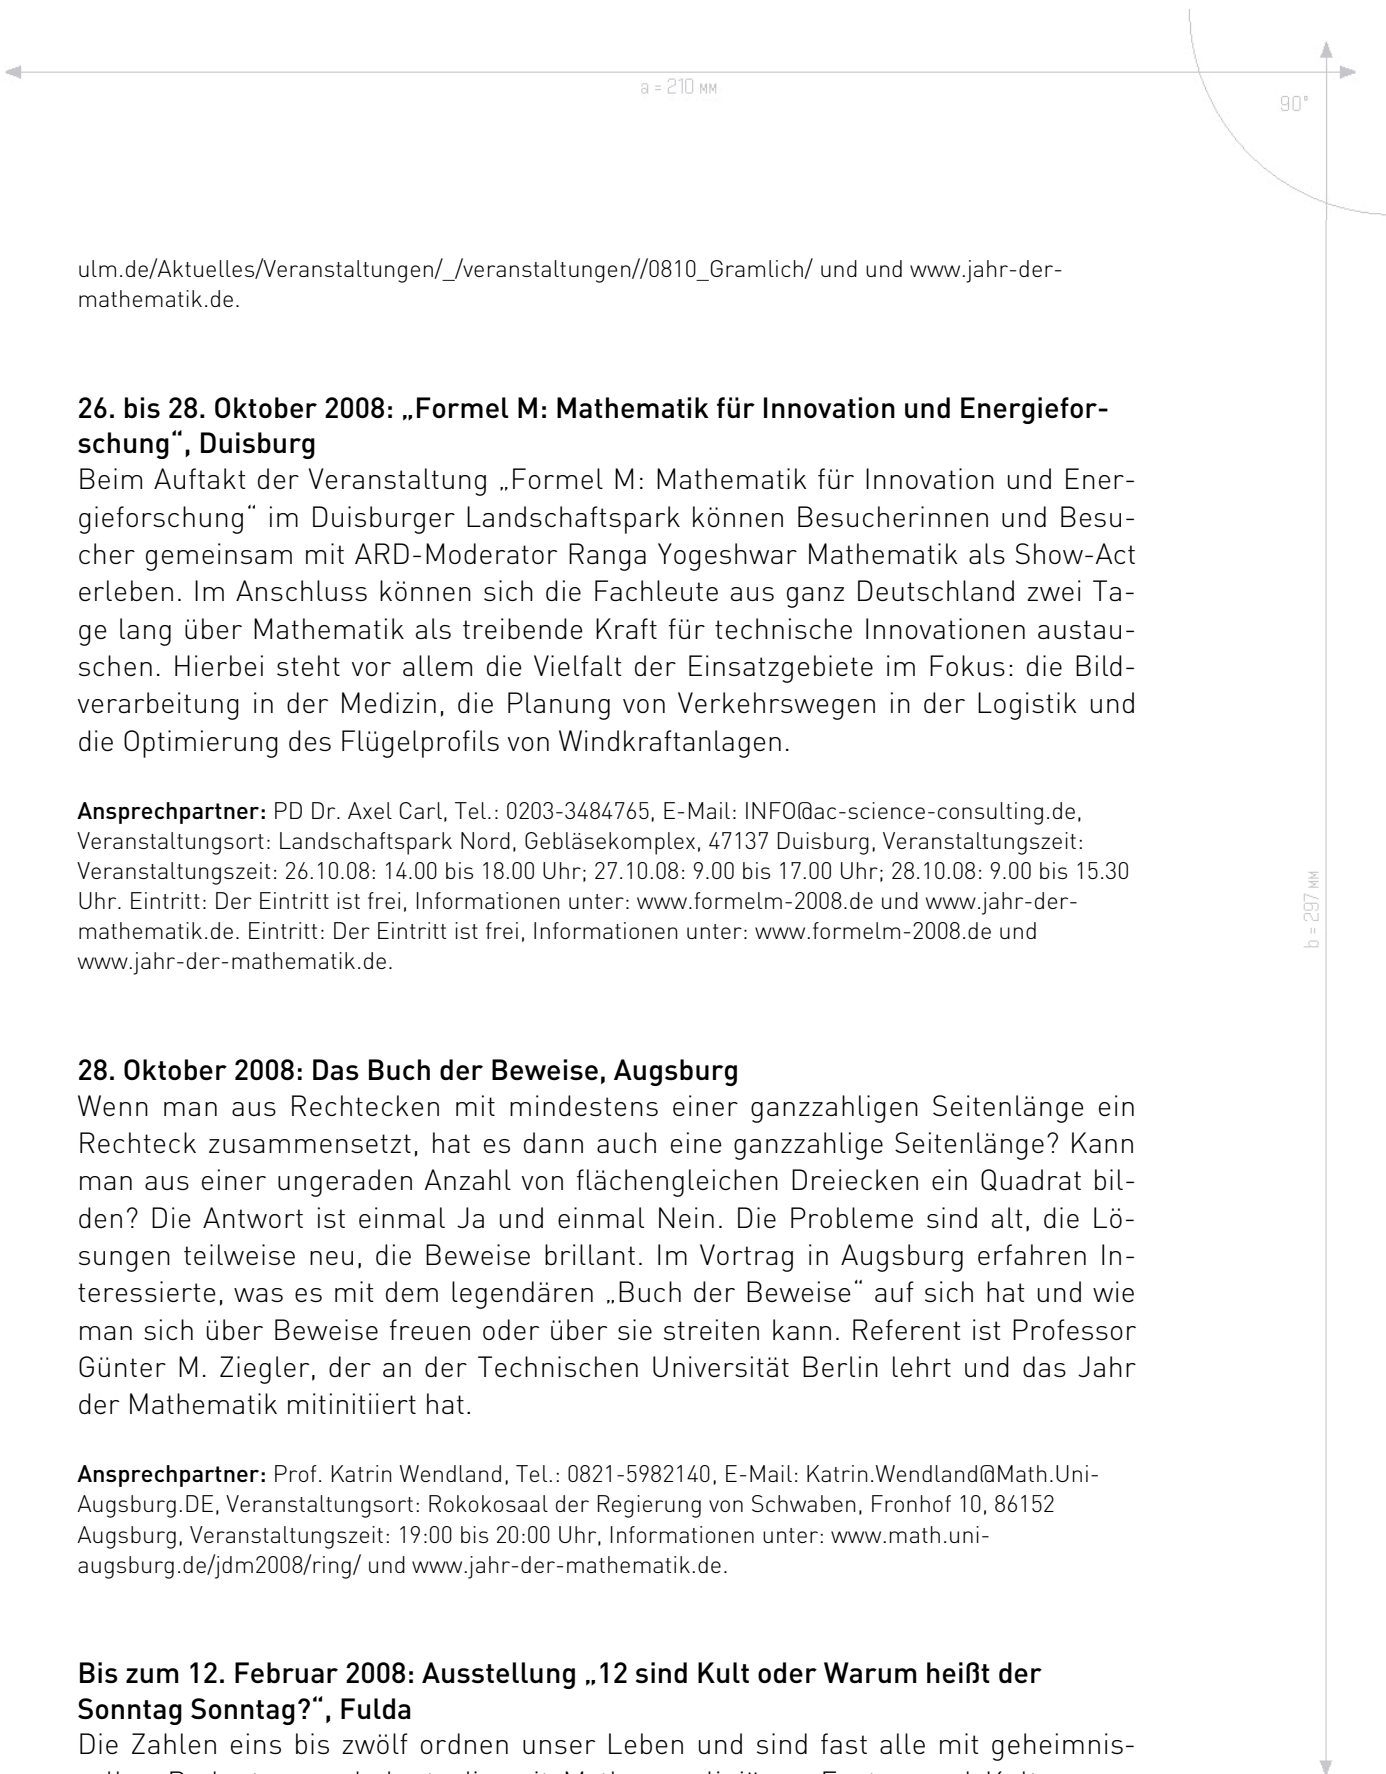 a = 210 MM
90°
ulm.de/Aktuelles/Veranstaltungen/_/veranstaltungen//0810_Gramlich/ und und www.jahr-der-
mathematik.de.
26. bis 28. Oktober 2008: „Formel M: Mathematik für Innovation und Energiefor-
schung“, Duisburg
Beim Auftakt der Veranstaltung „Formel M: Mathematik für Innovation und Ener-
gieforschung“ im Duisburger Landschaftspark können Besucherinnen und Besu-
cher gemeinsam mit ARD-Moderator Ranga Yogeshwar Mathematik als Show-Act
erleben. Im Anschluss können sich die Fachleute aus ganz Deutschland zwei Ta-
ge lang über Mathematik als treibende Kraft für technische Innovationen austau-
schen. Hierbei steht vor allem die Vielfalt der Einsatzgebiete im Fokus: die Bild-
verarbeitung in der Medizin, die Planung von Verkehrswegen in der Logistik und
die Optimierung des Flügelprofils von Windkraftanlagen.
Ansprechpartner: PD Dr. Axel Carl, Tel.: 0203-3484765, E-Mail: INFO@ac-science-consulting.de,
Veranstaltungsort: Landschaftspark Nord, Gebläsekomplex, 47137 Duisburg, Veranstaltungszeit:
Veranstaltungszeit: 26.10.08: 14.00 bis 18.00 Uhr; 27.10.08: 9.00 bis 17.00 Uhr; 28.10.08: 9.00 bis 15.30
Uhr. Eintritt: Der Eintritt ist frei, Informationen unter: www.formelm-2008.de und www.jahr-der-
mathematik.de. Eintritt: Der Eintritt ist frei, Informationen unter: www.formelm-2008.de und
www.jahr-der-mathematik.de.
b = 297 MM
28. Oktober 2008: Das Buch der Beweise, Augsburg
Wenn man aus Rechtecken mit mindestens einer ganzzahligen Seitenlänge ein
Rechteck zusammensetzt, hat es dann auch eine ganzzahlige Seitenlänge? Kann
man aus einer ungeraden Anzahl von flächengleichen Dreiecken ein Quadrat bil-
den? Die Antwort ist einmal Ja und einmal Nein. Die Probleme sind alt, die Lö-
sungen teilweise neu, die Beweise brillant. Im Vortrag in Augsburg erfahren In-
teressierte, was es mit dem legendären „Buch der Beweise“ auf sich hat und wie
man sich über Beweise freuen oder über sie streiten kann. Referent ist Professor
Günter M. Ziegler, der an der Technischen Universität Berlin lehrt und das Jahr
der Mathematik mitinitiiert hat.
Ansprechpartner: Prof. Katrin Wendland, Tel.: 0821-5982140, E-Mail: Katrin.Wendland@Math.Uni-
Augsburg.DE, Veranstaltungsort: Rokokosaal der Regierung von Schwaben, Fronhof 10, 86152
Augsburg, Veranstaltungszeit: 19:00 bis 20:00 Uhr, Informationen unter: www.math.uni-
augsburg.de/jdm2008/ring/ und www.jahr-der-mathematik.de.
Bis zum 12. Februar 2008: Ausstellung „12 sind Kult oder Warum heißt der
Sonntag Sonntag?“, Fulda
Die Zahlen eins bis zwölf ordnen unser Leben und sind fast alle mit geheimnis-